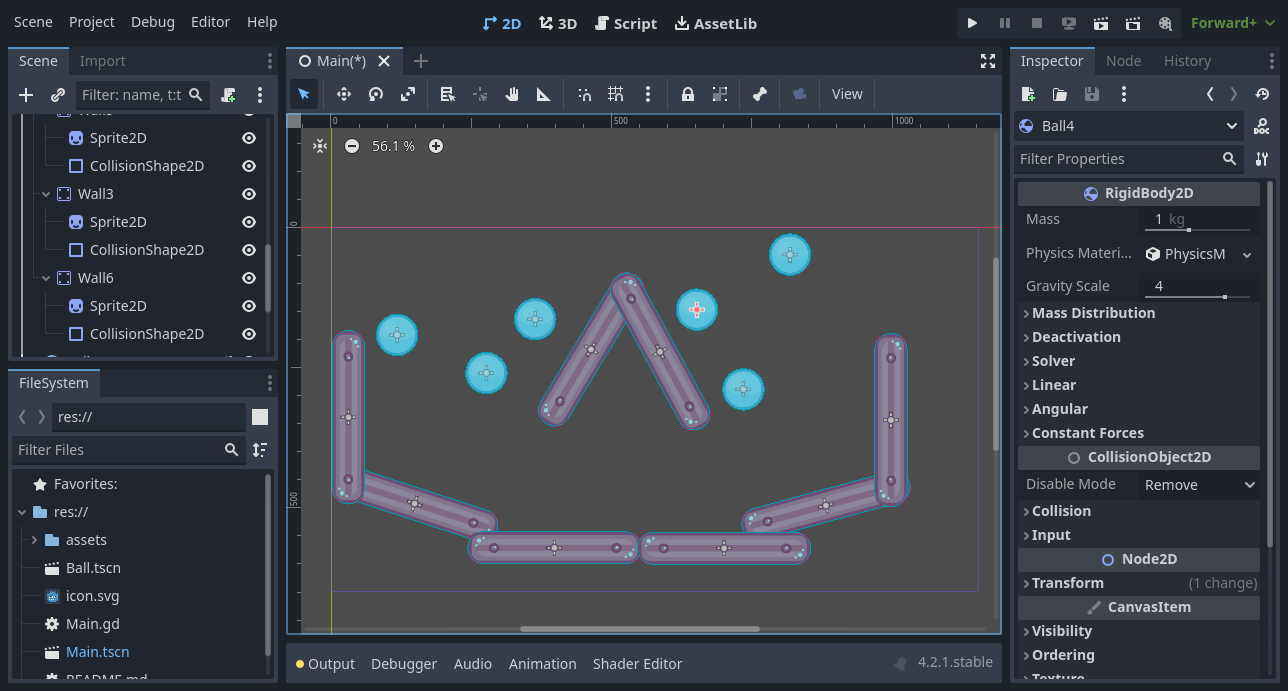 Scene Project Debug Editor Help
2D 3D Script AssetLib
Forward+
Scene Import
Filter: name, t:t
Sprite2D
CollisionShape2D
Wall3
Sprite2D
CollisionShape2D
Wall6
Sprite2D
CollisionShape2D
FileSystem
res://
Filter Files
Favorites:
res://
assets
Ball.tscn
icon.svg
Main.gd
Main.tscn
README.md
Main(*)
View
0 500 1000
56.1 %
0
500
Output Debugger Audio Animation Shader Editor 4.2.1.stable
Inspector Node History
Ball4
Filter Properties
RigidBody2D
Mass 1 kg
Physics Materi... PhysicsM
Gravity Scale 4
Mass Distribution
Deactivation
Solver
Linear
Angular
Constant Forces
CollisionObject2D
Disable Mode Remove
Collision
Input
Node2D
Transform (1 change)
CanvasItem
Visibility
Ordering
Texture